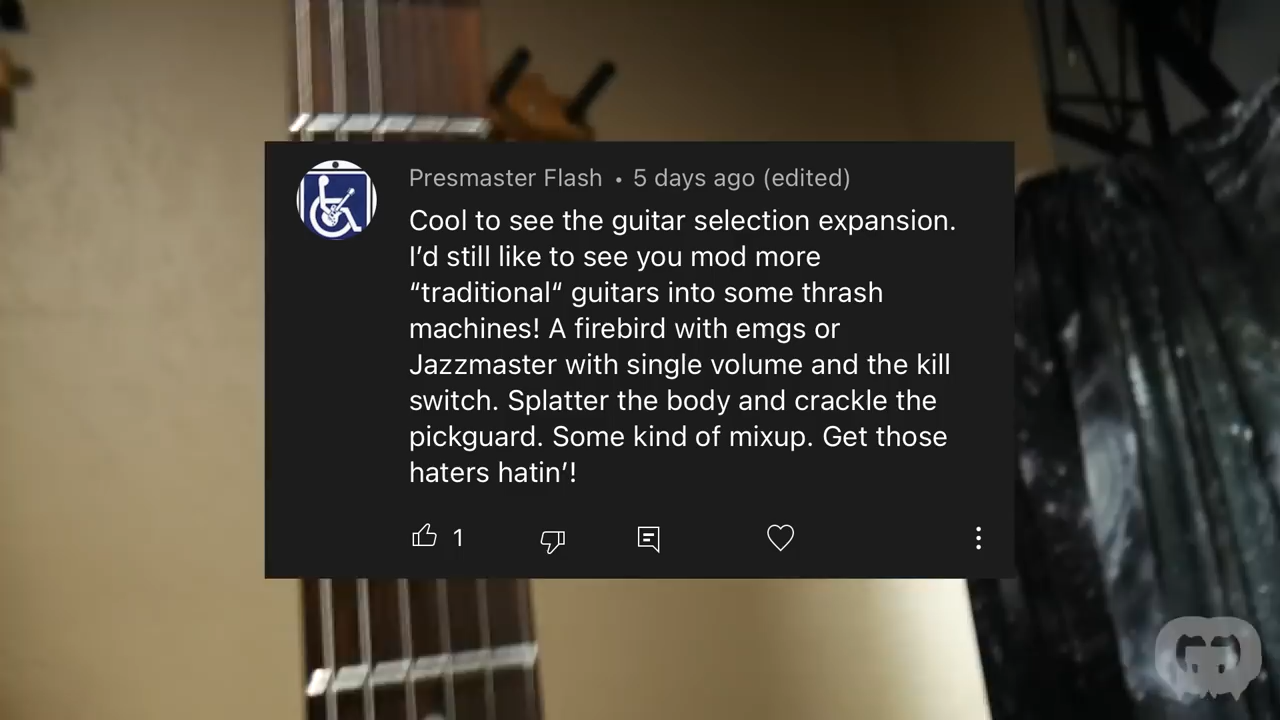 Presmaster Flash • 5 days ago (edited)
Cool to see the guitar selection expansion.
I’d still like to see you mod more
“traditional“ guitars into some thrash
machines! A firebird with emgs or
Jazzmaster with single volume and the kill
switch. Splatter the body and crackle the
pickguard. Some kind of mixup. Get those
haters hatin’!
1